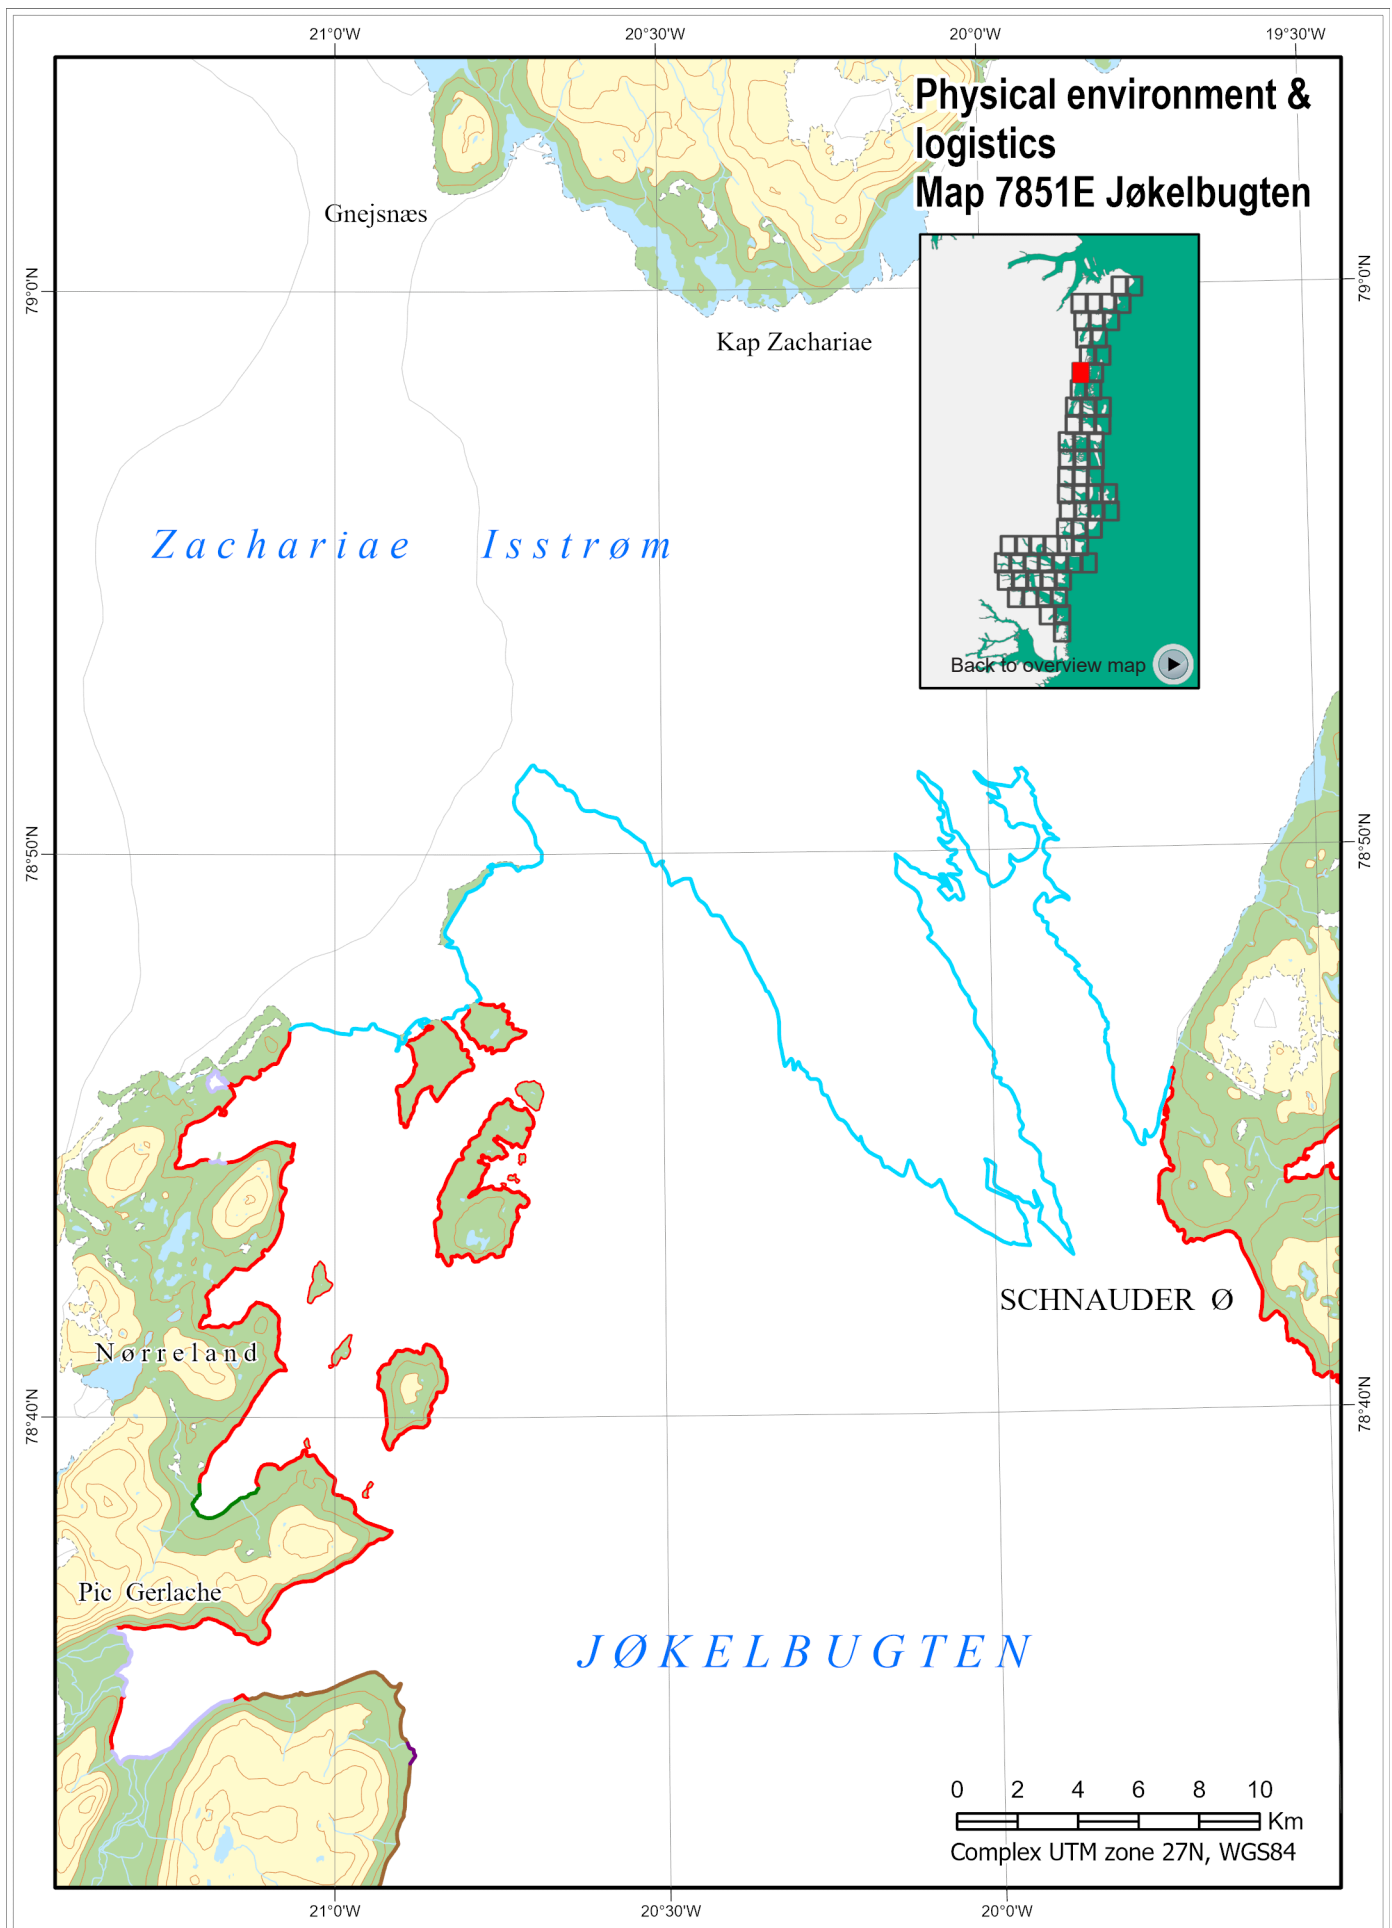 21°0'W
20°30'W
20°0'W
19°30'W
Physical environment &
logistics
Map 7851E Jøkelbugten
Gnejsnæs
79°0'N
79°0'N
Kap Zachariae
Zachariae Isstrøm
Back to overview map
78°50'N
78°50'N
SCHNAUDER Ø
Nørreland
78°40'N
78°40'N
Pic Gerlache
JØKELBUGTEN
0 2 4 6 8 10
Km
Complex UTM zone 27N, WGS84
21°0'W
20°30'W
20°0'W